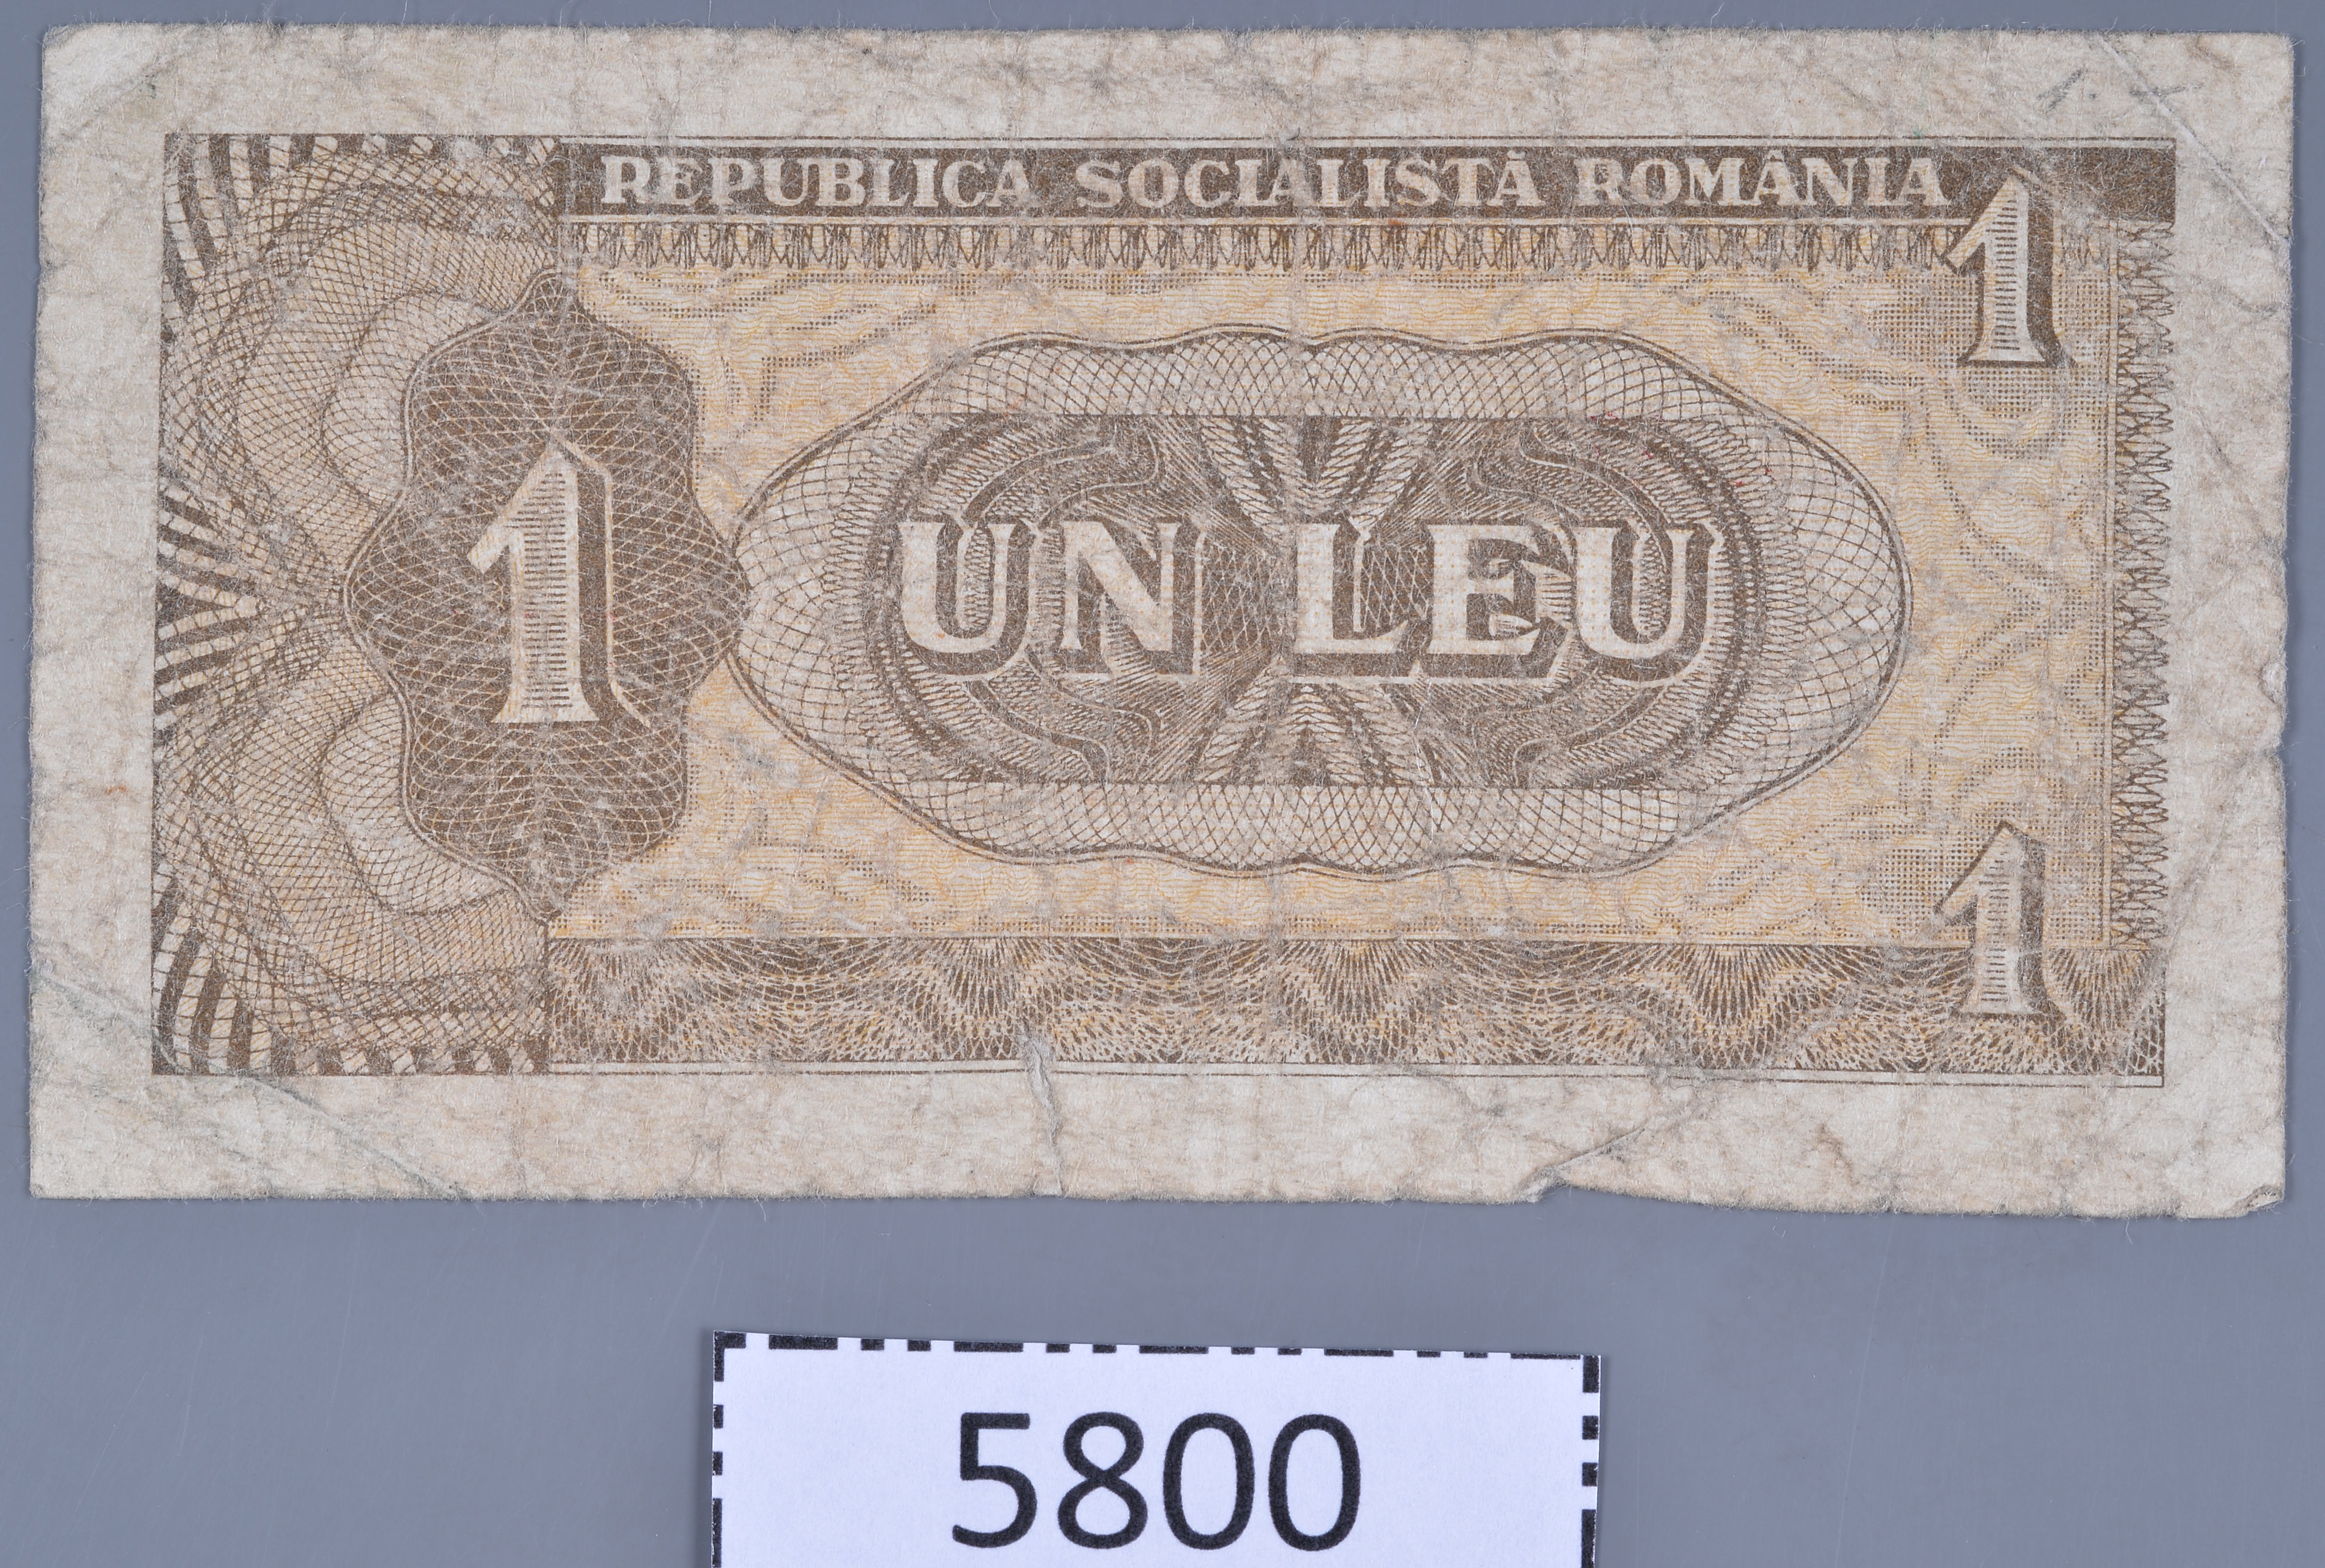 REPUBLICA SOCIALISTĂ ROMÂNIA
1
1
UN LEU
1
5800